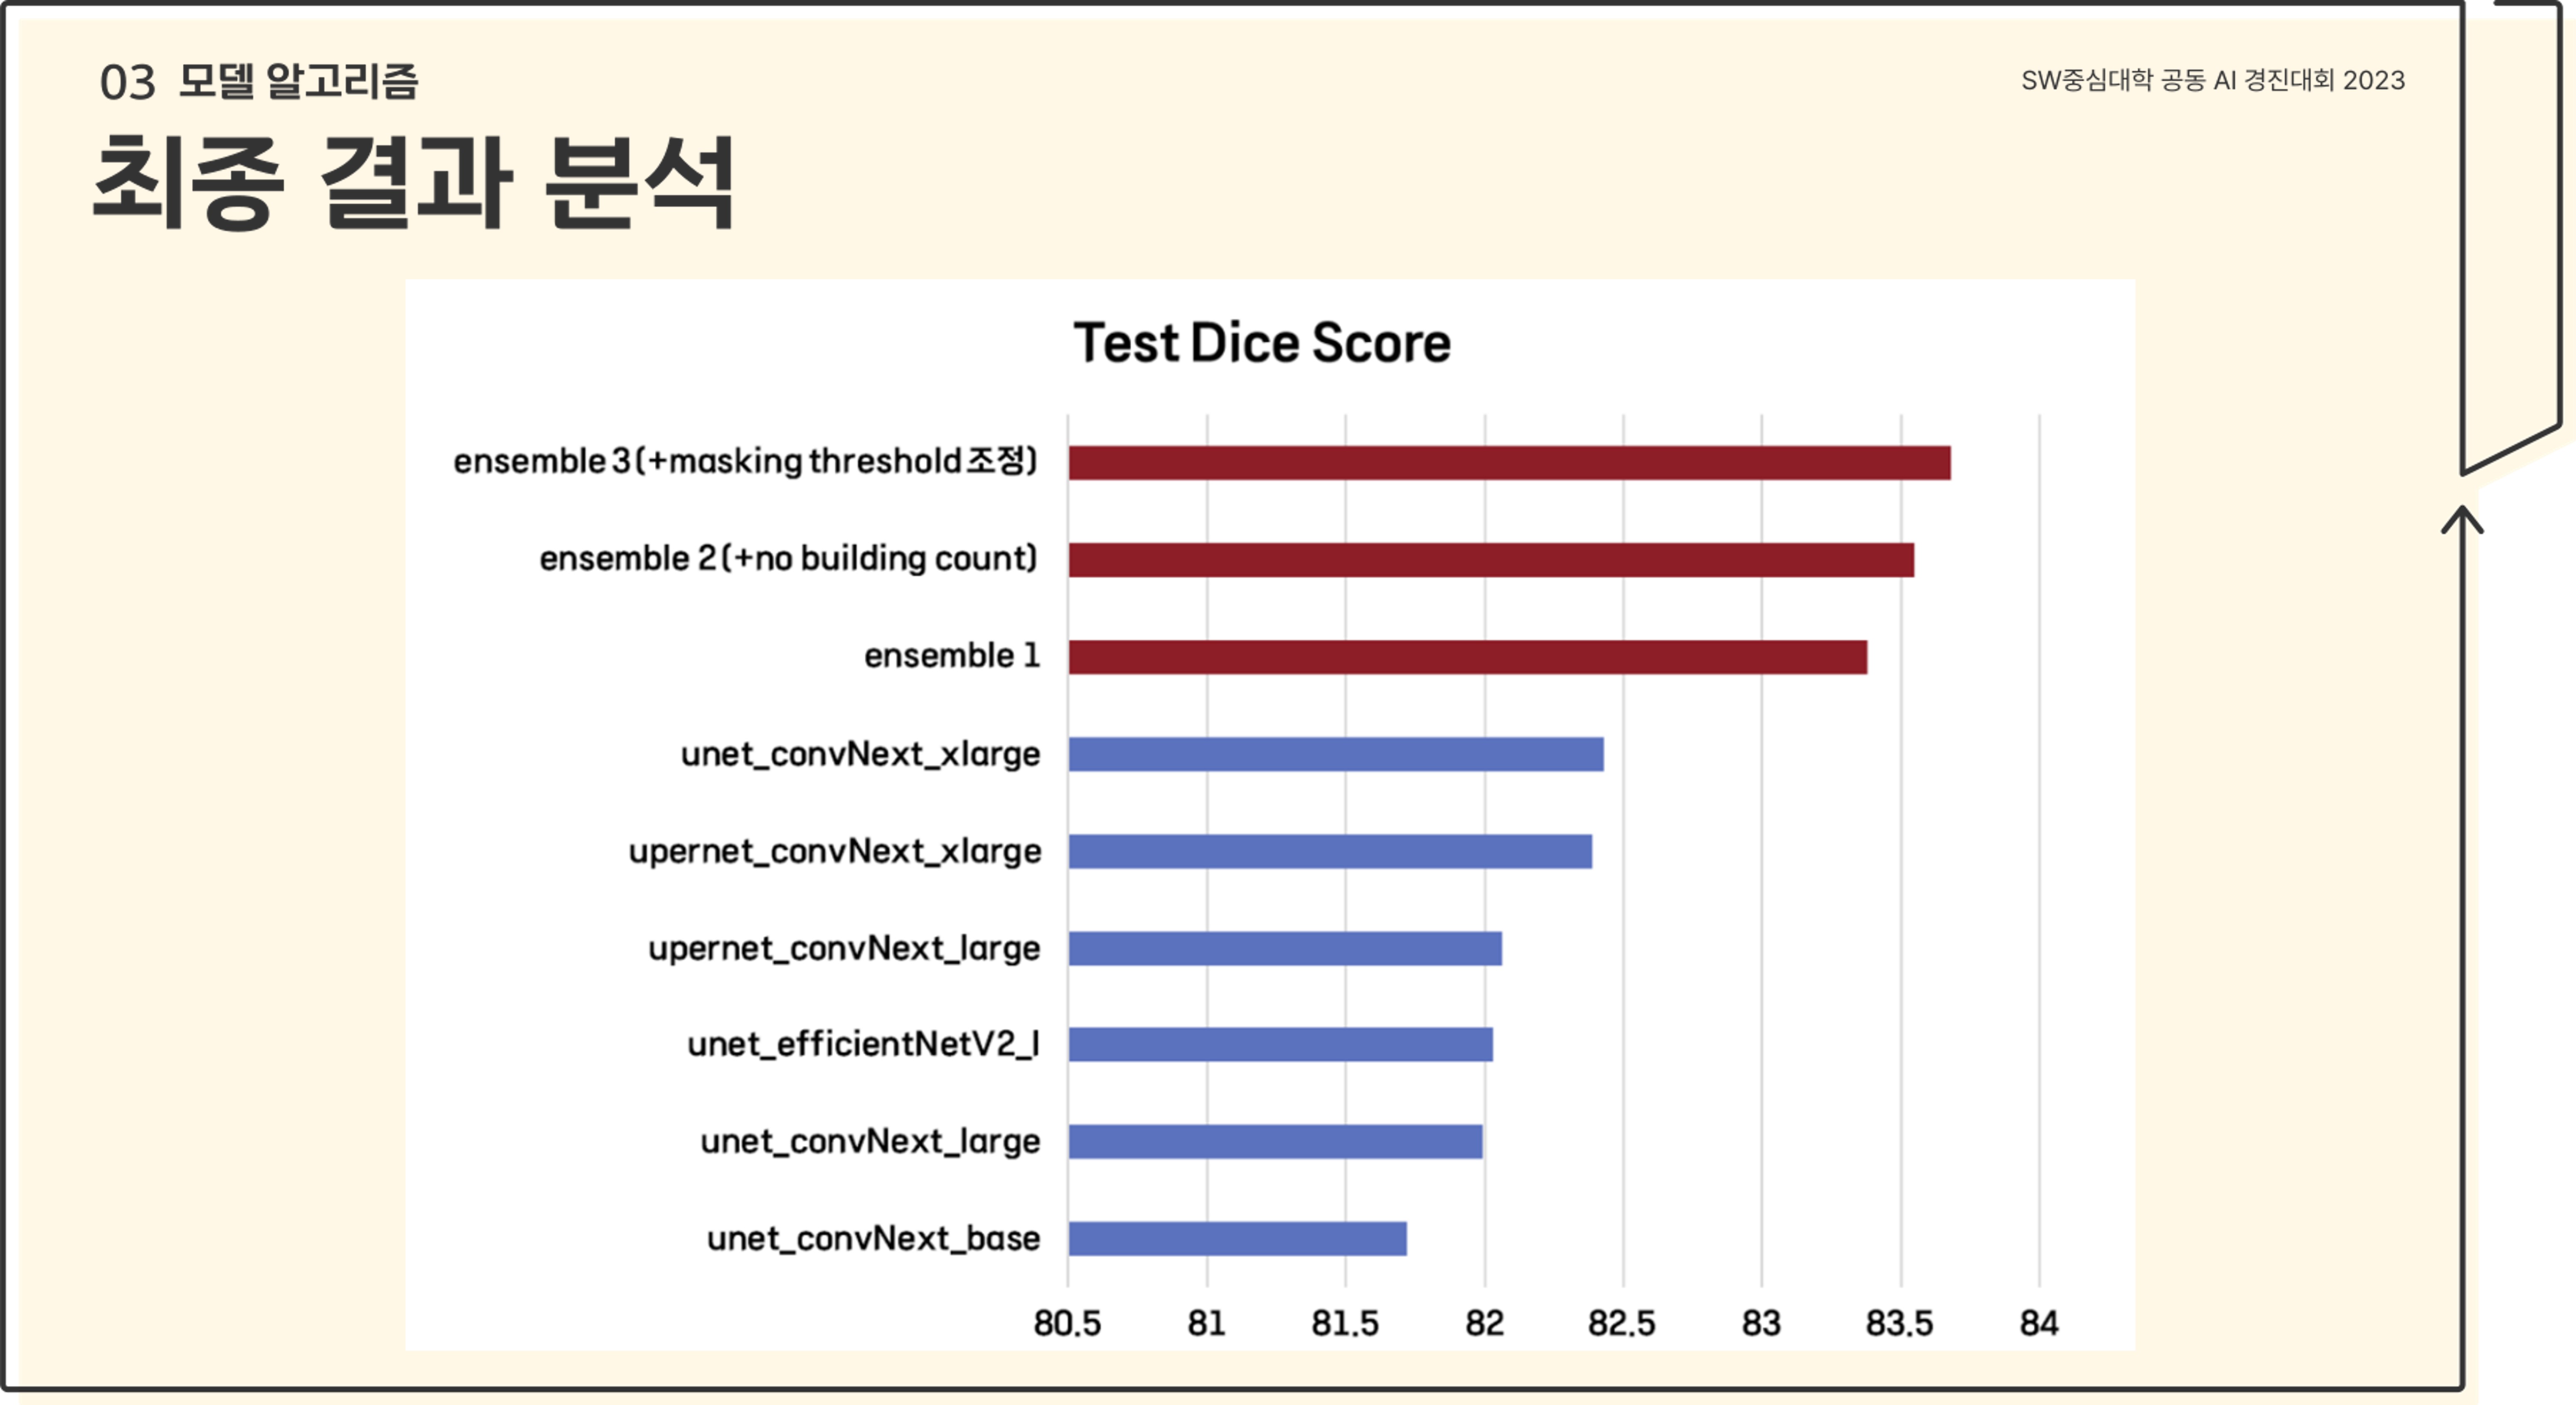 03 모델 알고리즘
SW중심대학 공동 AI 경진대회 2023
최종 결과 분석
Test Dice Score
ensemble 3(+masking threshold 조정)
ensemble 2(+no building count)
ensemble 1
unet_convNext_xlarge
upernet_convNext_xlarge
upernet_convNext_large
unet_efficientNetV2_l
unet_convNext_large
unet_convNext_base
80.5 81 81.5 82 82.5 83 83.5 84